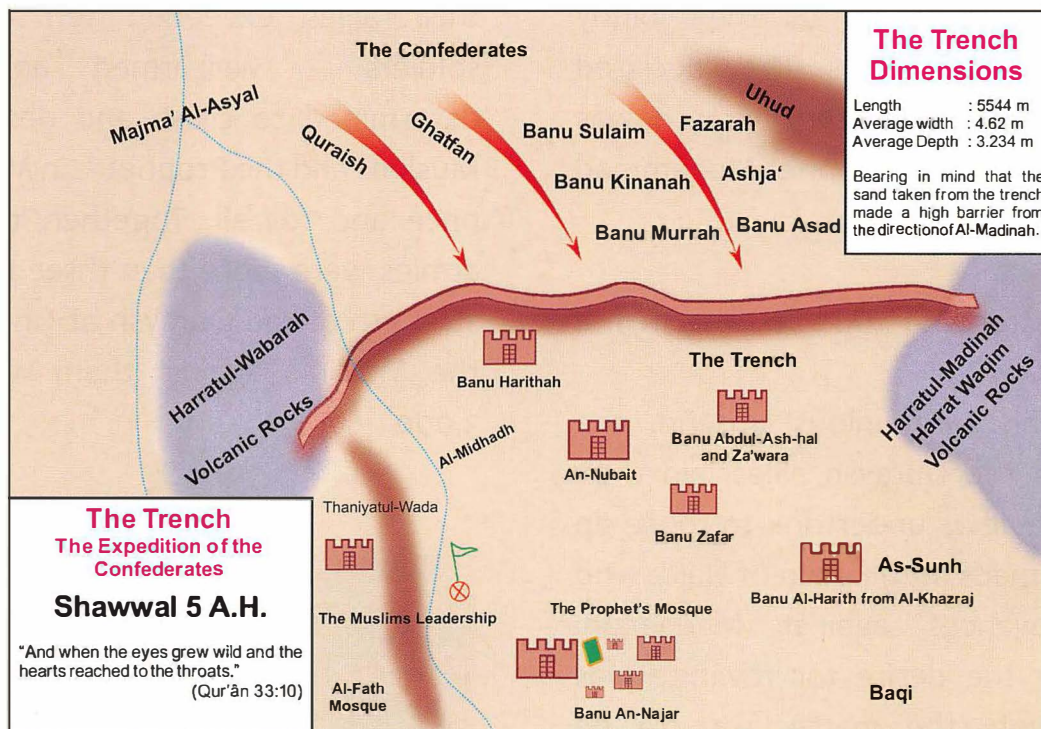 The Confederates
Majma' Al-Asyal
Quraish
Ghatfan
Banu Sulaim
Fazarah
Uhud
Banu Kinanah
Ashja‘
Banu Murrah
Banu Asad
The Trench
Dimensions
Length : 5544 m
Average width : 4.62 m
Average Depth : 3.234 m
Bearing in mind that the
sand taken from the trench
made a high barrier from
the directionof Al-Madinah.
Harratul-Wabarah
Volcanic Rocks
Banu Harithah
The Trench
Harratul-Madinah
Harrat Waqim
Volcanic Rocks
Al-Midhadh
An-Nubait
Banu Abdul-Ash-hal
and Za'wara
Banu Zafar
Thaniyatul-Wada
The Muslims Leadership
The Prophet's Mosque
As-Sunh
Banu Al-Harith from Al-Khazraj
Al-Fath
Mosque
Banu An-Najar
Baqi
The Trench
The Expedition of the
Confederates
Shawwal 5 A.H.
“And when the eyes grew wild and the
hearts reached to the throats.”
(Qur'ân 33:10)